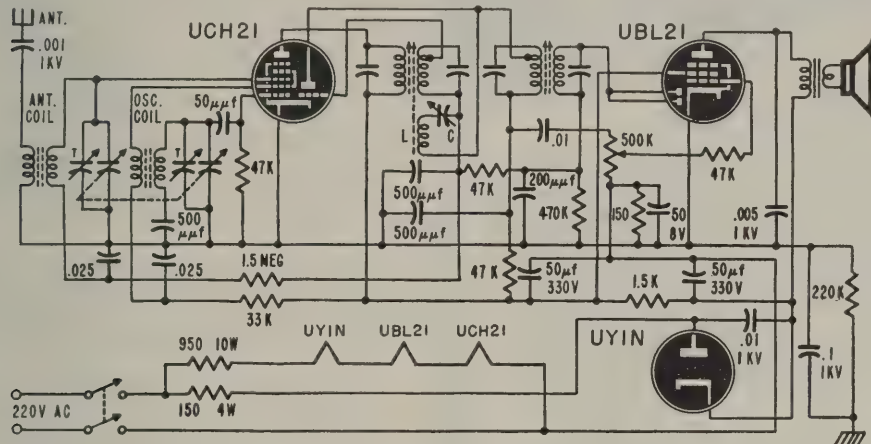 ANT.
.001
1KV
UCH21
UBL21
ANT.
COIL
OSC.
COIL
50μμf
T
T
47K
500
μμf
.025
.025
1.5 MEG
33 K
L
C
500μμf
500μμf
47K
200μμf
470K
.01
500K
47K
150
50
8V
.005
1KV
47 K
50μf
330V
1.5K
50μf
330V
220K
950 10W
UYIN
UBL21
UCH21
UYIN
.01
1KV
.1
1KV
220V AC
150 4W